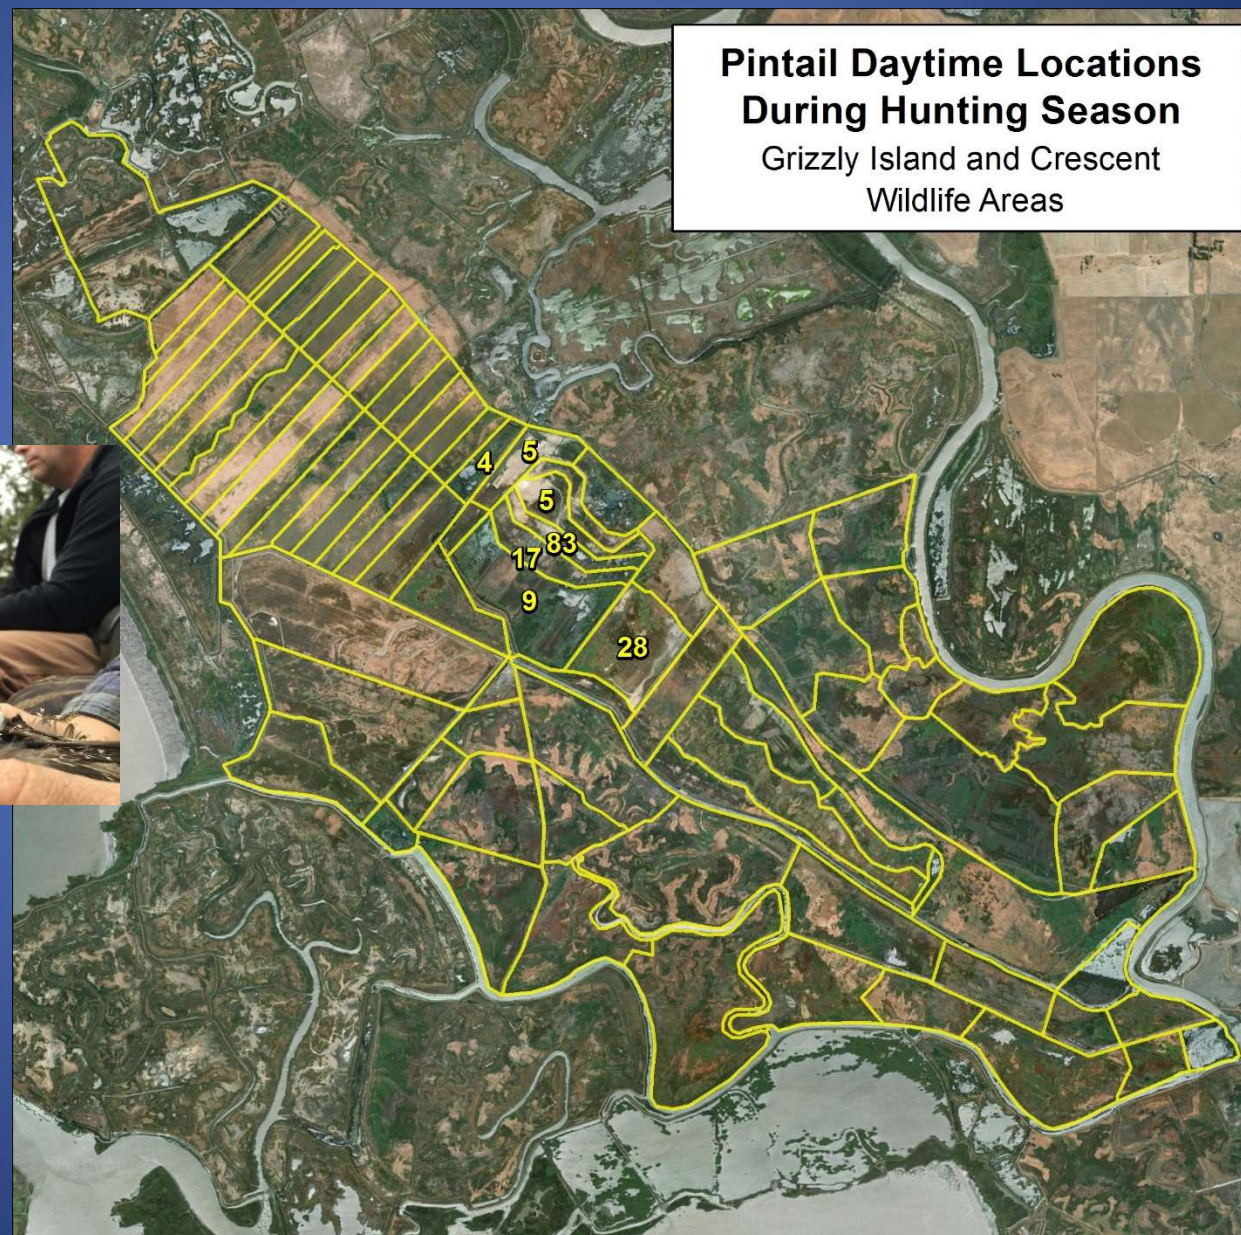 Pintail Daytime Locations
During Hunting Season
Grizzly Island and Crescent
Wildlife Areas
5
4
5
83
17
9
28